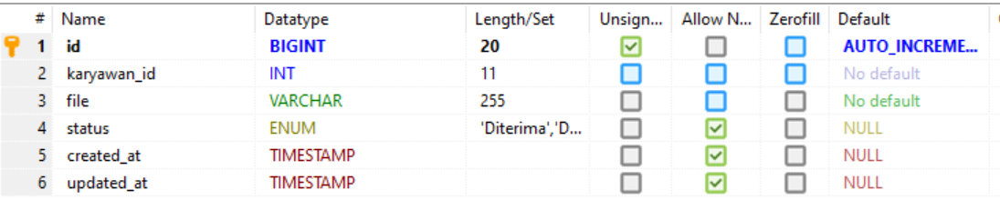 # Name Datatype Length/Set Unsign... Allow N... Zerofill Default
1 id BIGINT 20 AUTO_INCREME...
2 karyawan_id INT 11 No default
3 file VARCHAR 255 No default
4 status ENUM 'Diterima','D... NULL
5 created_at TIMESTAMP NULL
6 updated_at TIMESTAMP NULL